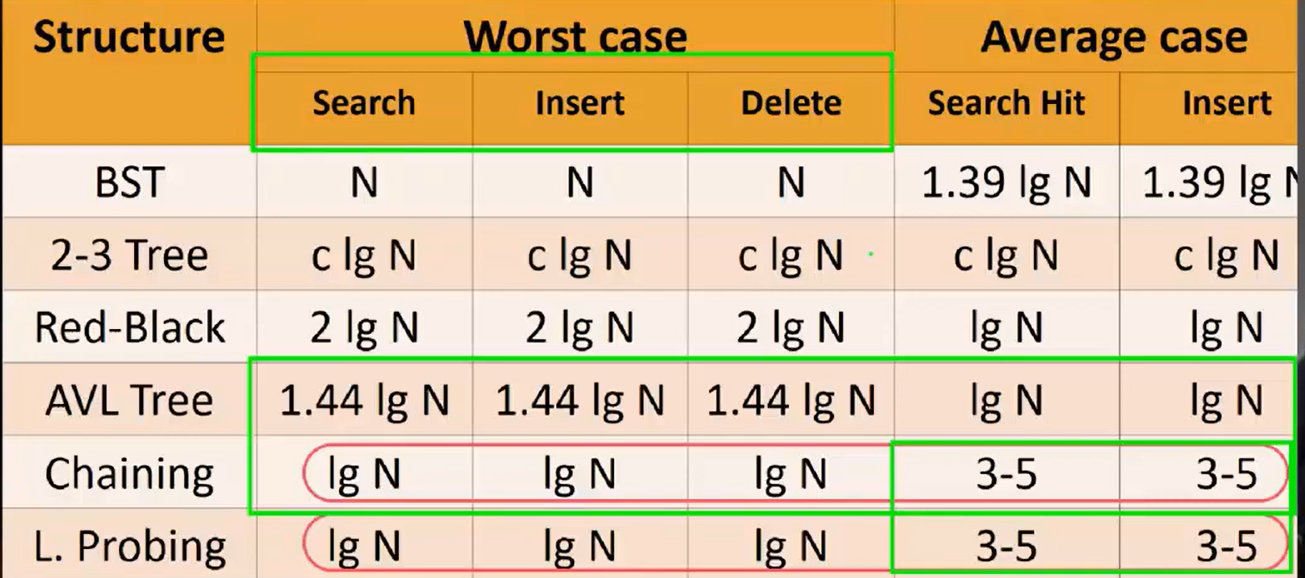 Structure Worst case Average case
Search Insert Delete Search Hit Insert
BST N N N 1.39 lg N 1.39 lg N
2-3 Tree c lg N c lg N c lg N c lg N c lg N
Red-Black 2 lg N 2 lg N 2 lg N lg N lg N
AVL Tree 1.44 lg N 1.44 lg N 1.44 lg N lg N lg N
Chaining lg N lg N lg N 3-5 3-5
L. Probing lg N lg N lg N 3-5 3-5